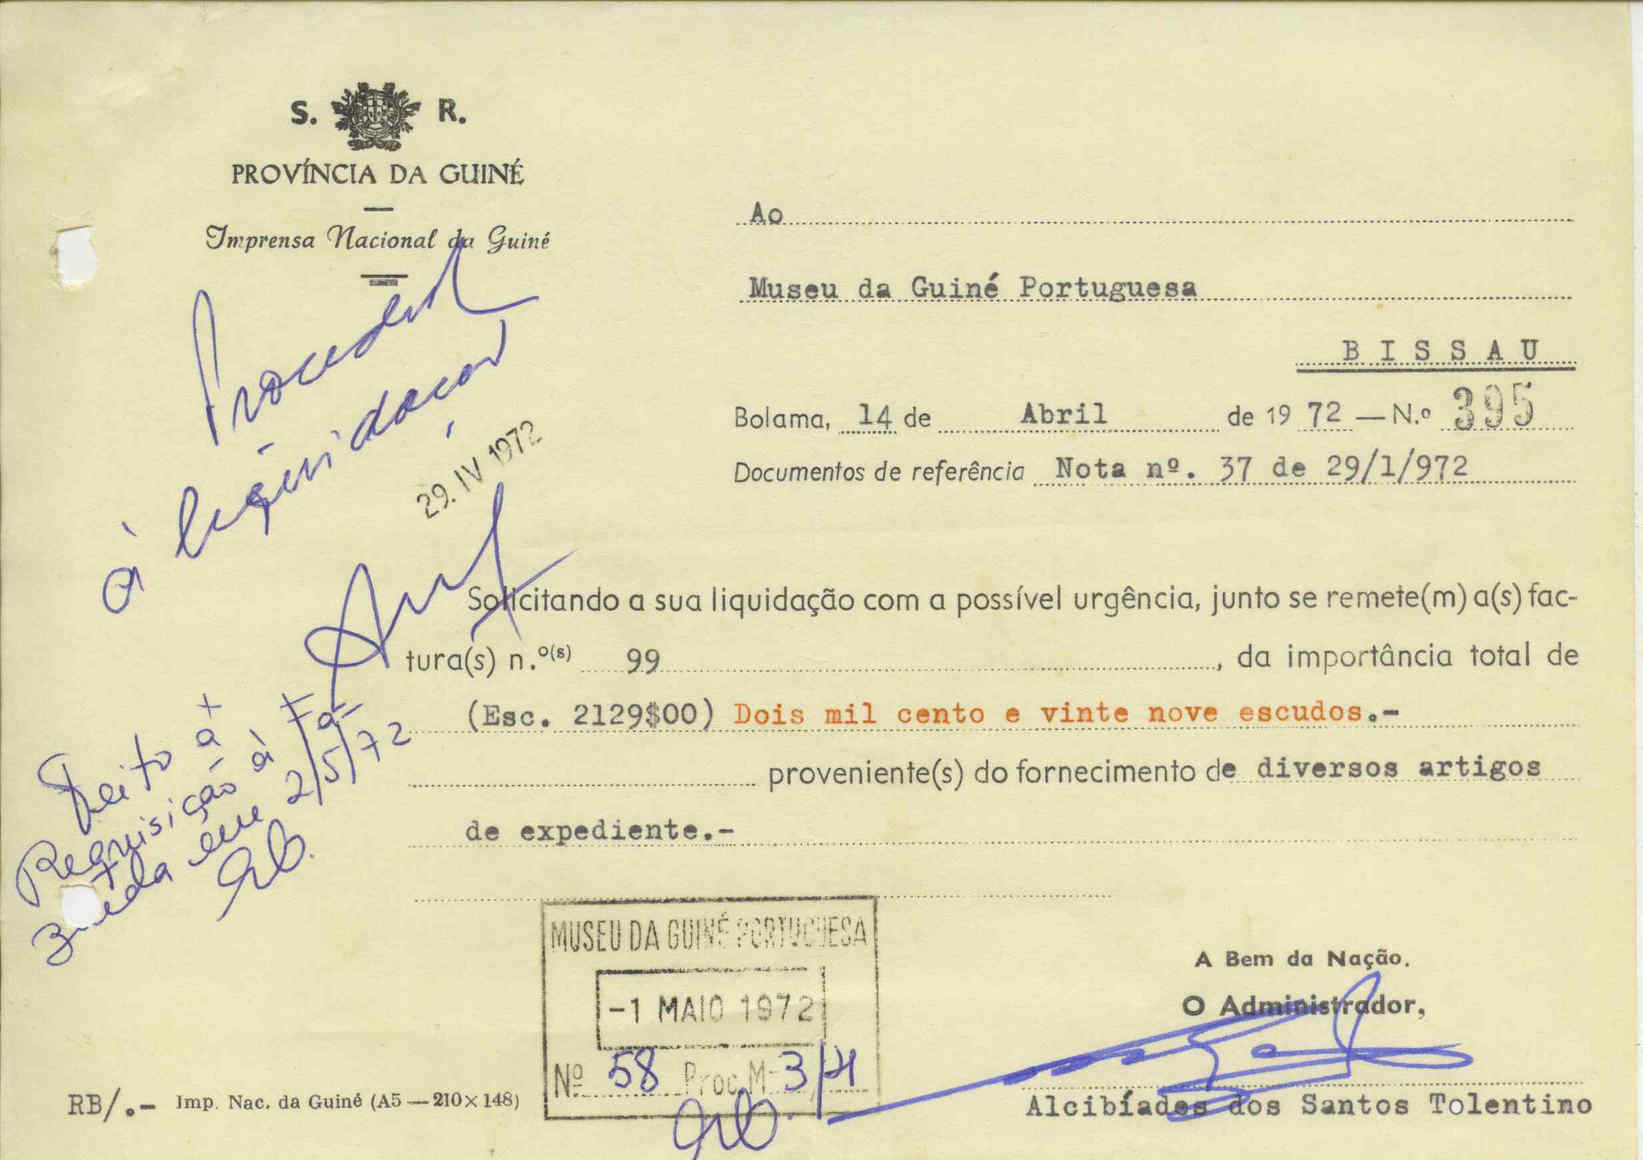 S. R.
PROVÍNCIA DA GUINÉ
Imprensa Nacional da Guiné
Ao
Museu da Guiné Portuguesa
BISSAU
Bolama, 14 de Abril de 19 72 — N.º 395
Documentos de referência Nota nº. 37 de 29/1/972
à liquidação
29. IV 1972
Solicitando a sua liquidação com a possível urgência, junto se remete(m) a(s) fac-
tura(s) n.º(s) 99 , da importância total de
(Esc. 2129$00) Dois mil cento e vinte nove escudos.-
proveniente(s) do fornecimento de diversos artigos
de expediente.-
Feito a
Requisição à
em 2/5/72
MUSEU DA GUINÉ PORTUGUESA
-1 MAIO 1972
Nº 58 Proc. M-3/4
A Bem da Nação.
O Administrador,
Alcibíades dos Santos Tolentino
RB/.- Imp. Nac. da Guiné (A5 — 210×148)